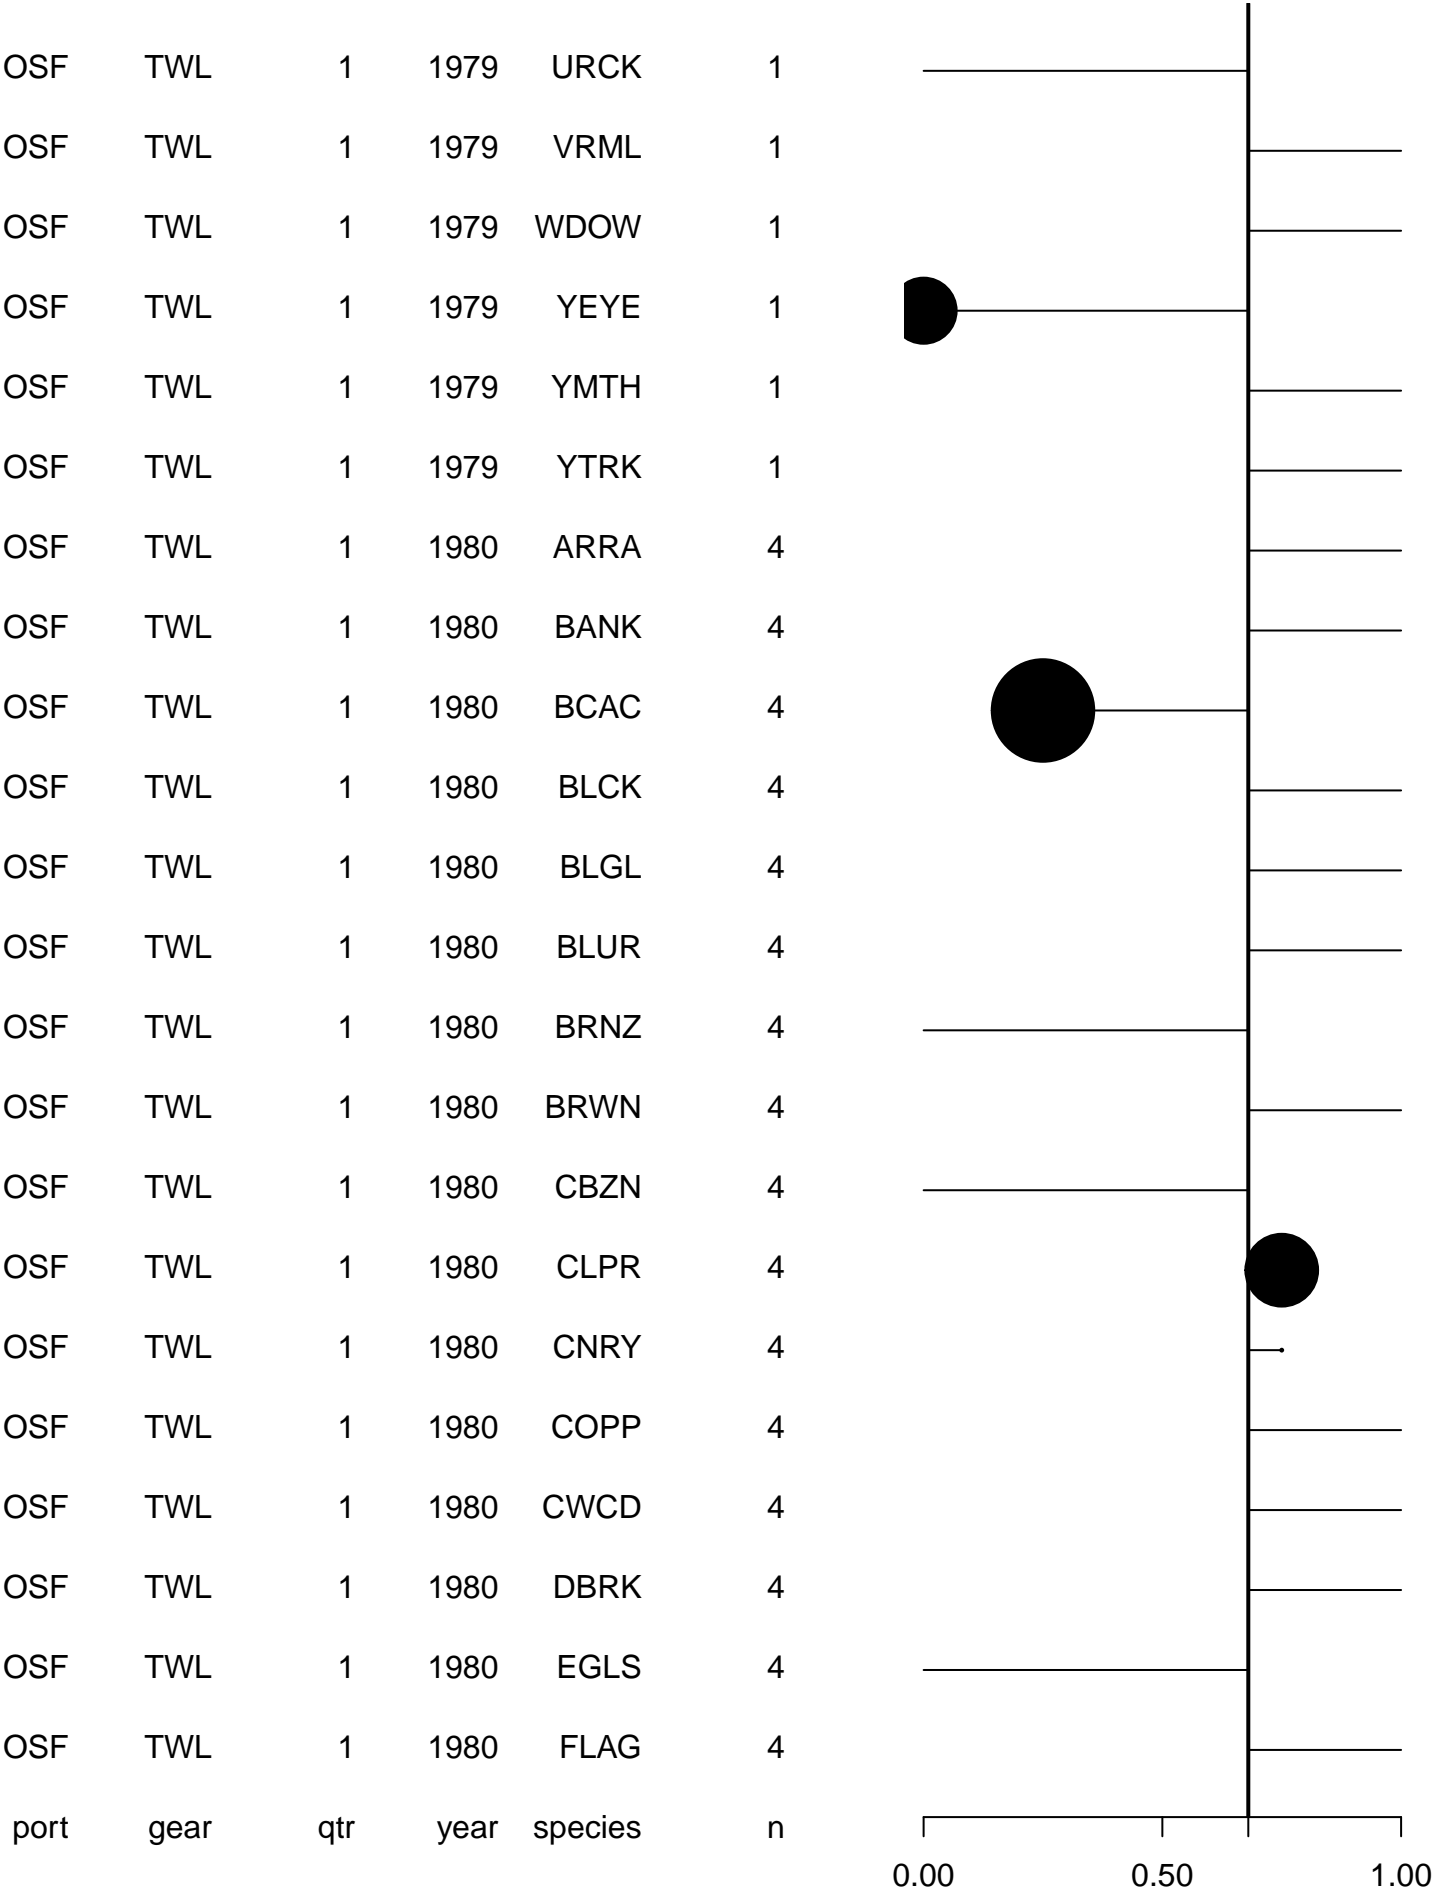 OSF TWL 1 1979 URCK 1
OSF TWL 1 1979 VRML 1
OSF TWL 1 1979 WDOW 1
OSF TWL 1 1979 YEYE 1
OSF TWL 1 1979 YMTH 1
OSF TWL 1 1979 YTRK 1
OSF TWL 1 1980 ARRA 4
OSF TWL 1 1980 BANK 4
OSF TWL 1 1980 BCAC 4
OSF TWL 1 1980 BLCK 4
OSF TWL 1 1980 BLGL 4
OSF TWL 1 1980 BLUR 4
OSF TWL 1 1980 BRNZ 4
OSF TWL 1 1980 BRWN 4
OSF TWL 1 1980 CBZN 4
OSF TWL 1 1980 CLPR 4
OSF TWL 1 1980 CNRY 4
OSF TWL 1 1980 COPP 4
OSF TWL 1 1980 CWCD 4
OSF TWL 1 1980 DBRK 4
OSF TWL 1 1980 EGLS 4
OSF TWL 1 1980 FLAG 4
port gear qtr year species n
0.00 0.50 1.00